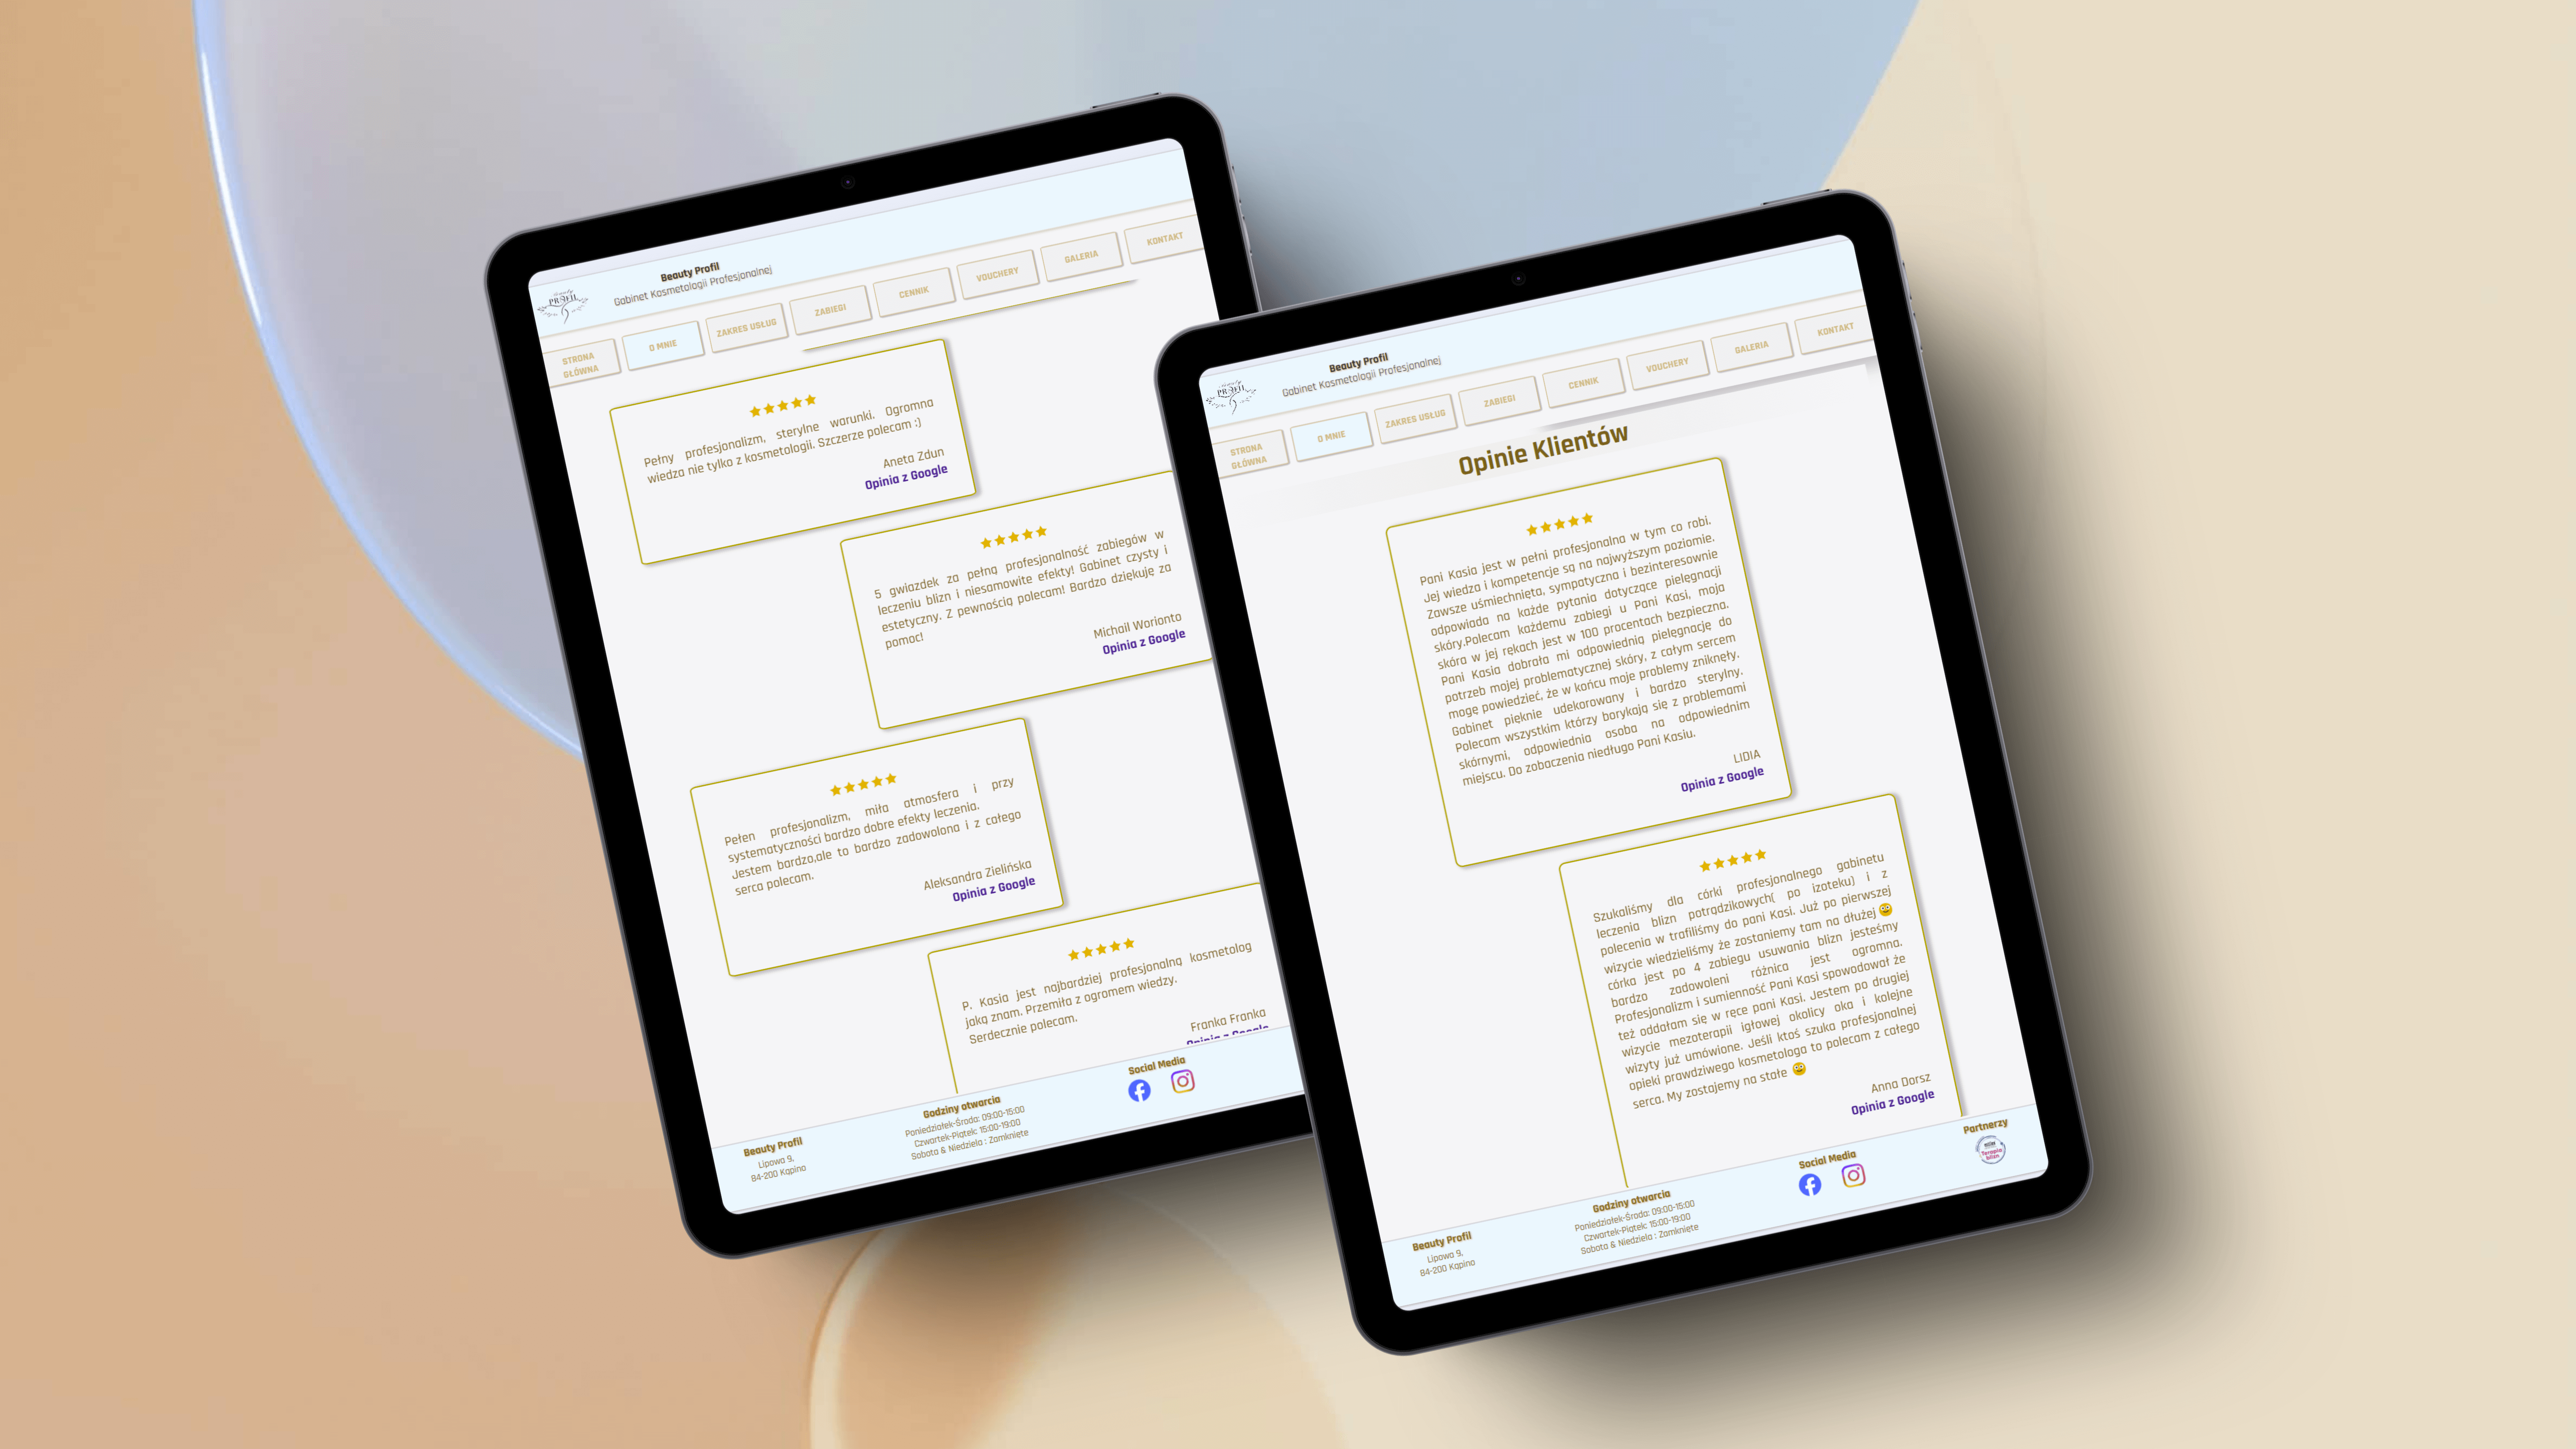 PROFIL
Beauty Profil
Gabinet Kosmetologii Profesjonalnej
STRONA
GŁÓWNA
O MNIE
ZAKRES USŁUG
ZABIEGI
CENNIK
VOUCHERY
GALERIA
KONTAKT
Pełny profesjonalizm, sterylne warunki. Ogromna
wiedza nie tylko z kosmetologii. Szczerze polecam :)
Aneta Zdun
Opinia z Google
5 gwiazdek za pełną profesjonalność zabiegów w
leczeniu blizn i niesamowite efekty! Gabinet czysty i
estetyczny. Z pewnością polecam! Bardzo dziękuję za
pomoc!
Michail Warianta
Opinia z Google
Pełen profesjonalizm, miła atmosfera i przy
systematyczności bardzo dobre efekty leczenia.
Jestem bardzo,ale to bardzo zadowolona i z całego
serca polecam.
Aleksandra Zielińska
Opinia z Google
P. Kasia jest najbardziej profesjonalną kosmetolog
jaką znam. Przemiła z ogromem wiedzy.
Serdecznie polecam.
Franka Franka
Opinia z Google
Beauty Profil
Lipowa 9,
84-200 Kąpino
Godziny otwarcia
Poniedziałek-Środa: 09:00-15:00
Czwartek-Piątek: 15:00-19:00
Sobota & Niedziela : Zamknięte
Social Media
PROFIL
Beauty Profil
Gabinet Kosmetologii Profesjonalnej
STRONA
GŁÓWNA
O MNIE
ZAKRES USŁUG
ZABIEGI
CENNIK
VOUCHERY
GALERIA
KONTAKT
Opinie Klientów
Pani Kasia jest w pełni profesjonalna w tym co robi.
Jej wiedza i kompetencje są na najwyższym poziomie.
Zawsze uśmiechnięta, sympatyczna i bezinteresownie
odpowiada na każde pytania dotyczące pielęgnacji
skóry.Polecam każdemu zabiegi u Pani Kasi, moja
skóra w jej rękach jest w 100 procentach bezpieczna.
Pani Kasia dobrała mi odpowiednią pielęgnację do
potrzeb mojej problematycznej skóry, z całym sercem
mogę powiedzieć, że w końcu moje problemy zniknęły.
Gabinet pięknie udekorowany i bardzo sterylny.
Polecam wszystkim którzy borykają się z problemami
skórnymi, odpowiednia osoba na odpowiednim
miejscu. Do zobaczenia niedługo Pani Kasiu.
LIDIA
Opinia z Google
Szukaliśmy dla córki profesjonalnego gabinetu
leczenia blizn potrądzikowych( po izoteku) i z
polecenia w trafiliśmy do pani Kasi. Już po pierwszej
wizycie wiedzieliśmy że zostaniemy tam na dłużej 😀
córka jest po 4 zabiegu usuwania blizn jesteśmy
bardzo zadowoleni różnica jest ogromna.
Profesjonalizm i sumienność Pani Kasi spowodował że
też oddałam się w ręce pani Kasi. Jestem po drugiej
wizycie mezoterapii igłowej okolicy oka i kolejne
wizyty już umówione. Jeśli ktoś szuka profesjonalnej
opieki prawdziwego kosmetologa to polecam z całego
serca. My zostajemy na stałe 😀
Anna Dorsz
Opinia z Google
Beauty Profil
Lipowa 9,
84-200 Kąpino
Godziny otwarcia
Poniedziałek-Środa: 09:00-15:00
Czwartek-Piątek: 15:00-19:00
Sobota & Niedziela : Zamknięte
Social Media
Partnerzy
Terapia
blizn